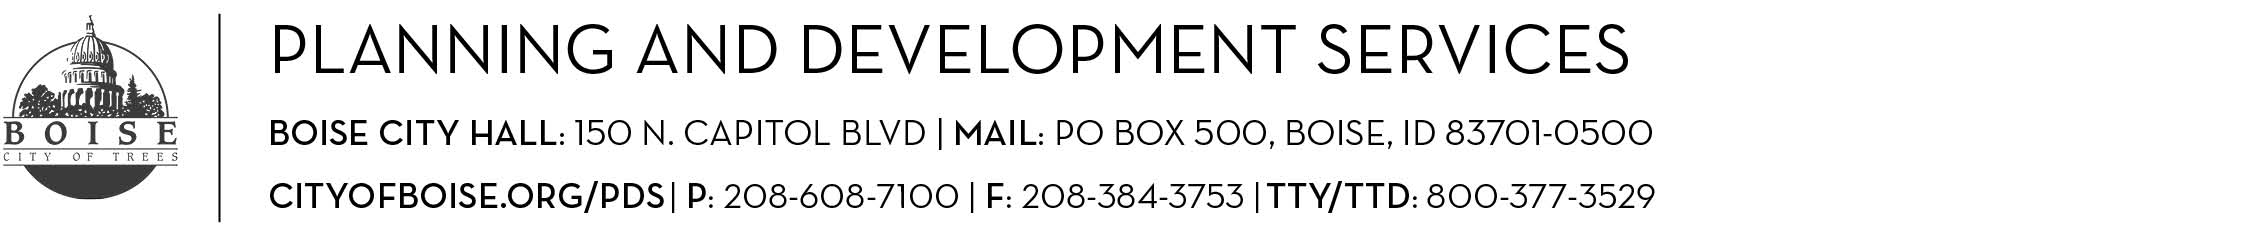 BOISE
CITY OF TREES
PLANNING AND DEVELOPMENT SERVICES
BOISE CITY HALL: 150 N. CAPITOL BLVD | MAIL: PO BOX 500, BOISE, ID 83701-0500
CITYOFBOISE.ORG/PDS | P: 208-608-7100 | F: 208-384-3753 | TTY/TTD: 800-377-3529